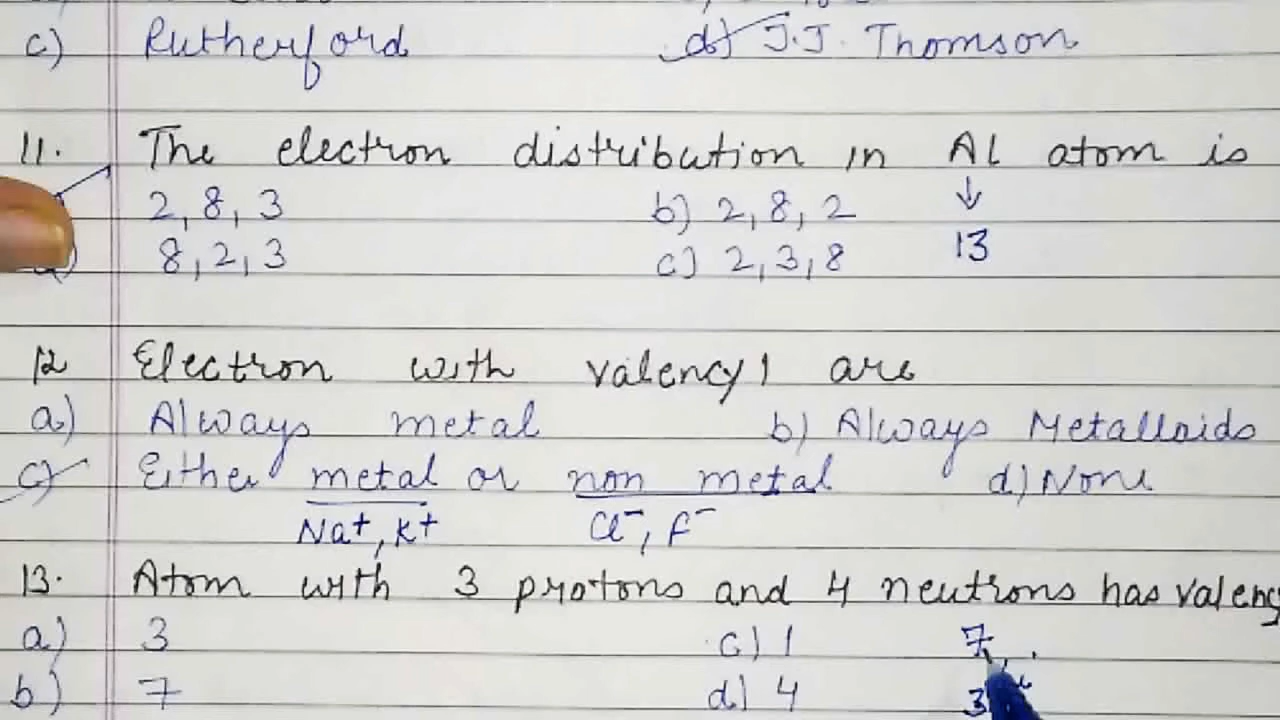 c) Rutherford d) J.J. Thomson
11. The electron distribution in Al atom is
2, 8, 3 b) 2, 8, 2 ↓
8, 2, 3 c) 2, 3, 8 13
12 Electron with valency 1 are
a) Always metal b) Always Metalloids
c) Either metal or non metal d) None
Na+, K+ Cl-, F-
13. Atom with 3 protons and 4 neutrons has valency
a) 3 c) 1 7
b) 7 d) 4 3